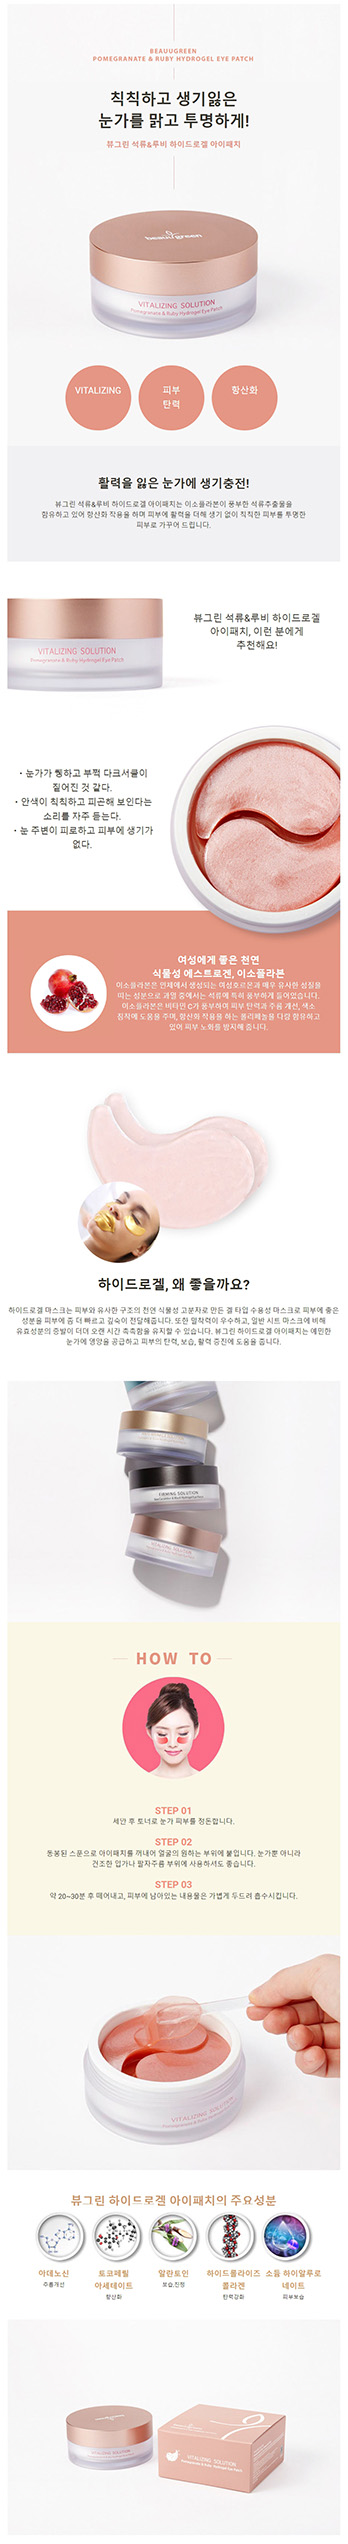 BEAUUGREEN
POMEGRANATE & RUBY HYDROGEL EYE PATCH
칙칙하고 생기잃은
눈가를 맑고 투명하게!
뷰그린 석류&루비 하이드로겔 아이패치
beauugreen
VITALIZING SOLUTION
Pomegranate & Ruby Hydrogel Eye Patch
VITALIZING
피부
탄력
항산화
활력을 잃은 눈가에 생기충전!
뷰그린 석류&루비 하이드로겔 아이패치는 이소플라본이 풍부한 석류추출물을
함유하고 있어 항산화 작용을 하며 피부에 활력을 더해 생기 없이 칙칙한 피부를 투명한
피부로 가꾸어 드립니다.
VITALIZING SOLUTION
Pomegranate & Ruby Hydrogel Eye Patch
뷰그린 석류&루비 하이드로겔
아이패치, 이런 분에게
추천해요!
• 눈가가 퀭하고 부쩍 다크서클이
짙어진 것 같다.
• 안색이 칙칙하고 피곤해 보인다는
소리를 자주 듣는다.
• 눈 주변이 피로하고 피부에 생기가
없다.
여성에게 좋은 천연
식물성 에스트로겐, 이소플라본
이소플라본은 인체에서 생성되는 여성호르몬과 매우 유사한 성질을
띠는 성분으로 과일 중에서는 석류에 특히 풍부하게 들어있습니다.
이소플라본은 비타민 C가 풍부하여 피부 탄력과 주름 개선, 색소
침착에 도움을 주며, 항산화 작용을 하는 폴리페놀을 다량 함유하고
있어 피부 노화를 방지해 줍니다.
하이드로겔, 왜 좋을까요?
하이드로겔 마스크는 피부와 유사한 구조의 천연 식물성 고분자로 만든 겔 타입 수용성 마스크로 피부에 좋은
성분을 피부에 좀 더 빠르고 깊숙이 전달해줍니다. 또한 밀착력이 우수하고, 일반 시트 마스크에 비해
유효성분의 증발이 더뎌 오랜 시간 촉촉함을 유지할 수 있습니다. 뷰그린 하이드로겔 아이패치는 예민한
눈가에 영양을 공급하고 피부의 탄력, 보습, 활력 증진에 도움을 줍니다.
FIRMING SOLUTION
VITALIZING SOLUTION
HOW TO
STEP 01
세안 후 토너로 눈가 피부를 정돈합니다.
STEP 02
동봉된 스푼으로 아이패치를 꺼내어 얼굴의 원하는 부위에 붙입니다. 눈가뿐 아니라
건조한 입가나 팔자주름 부위에 사용하셔도 좋습니다.
STEP 03
약 20~30분 후 떼어내고, 피부에 남아있는 내용물은 가볍게 두드려 흡수시킵니다.
VITALIZING SOLUTION
Pomegranate & Ruby Hydrogel Eye Patch
뷰그린 하이드로겔 아이패치의 주요성분
아데노신
주름개선
토코페릴
아세테이트
항산화
알란토인
보습,진정
하이드롤라이즈
콜라겐
탄력강화
소듐 하이알루로
네이트
피부보습
VITALIZING SOLUTION
VITALIZING SOLUTION
Pomegranate & Ruby Hydrogel Eye Patch